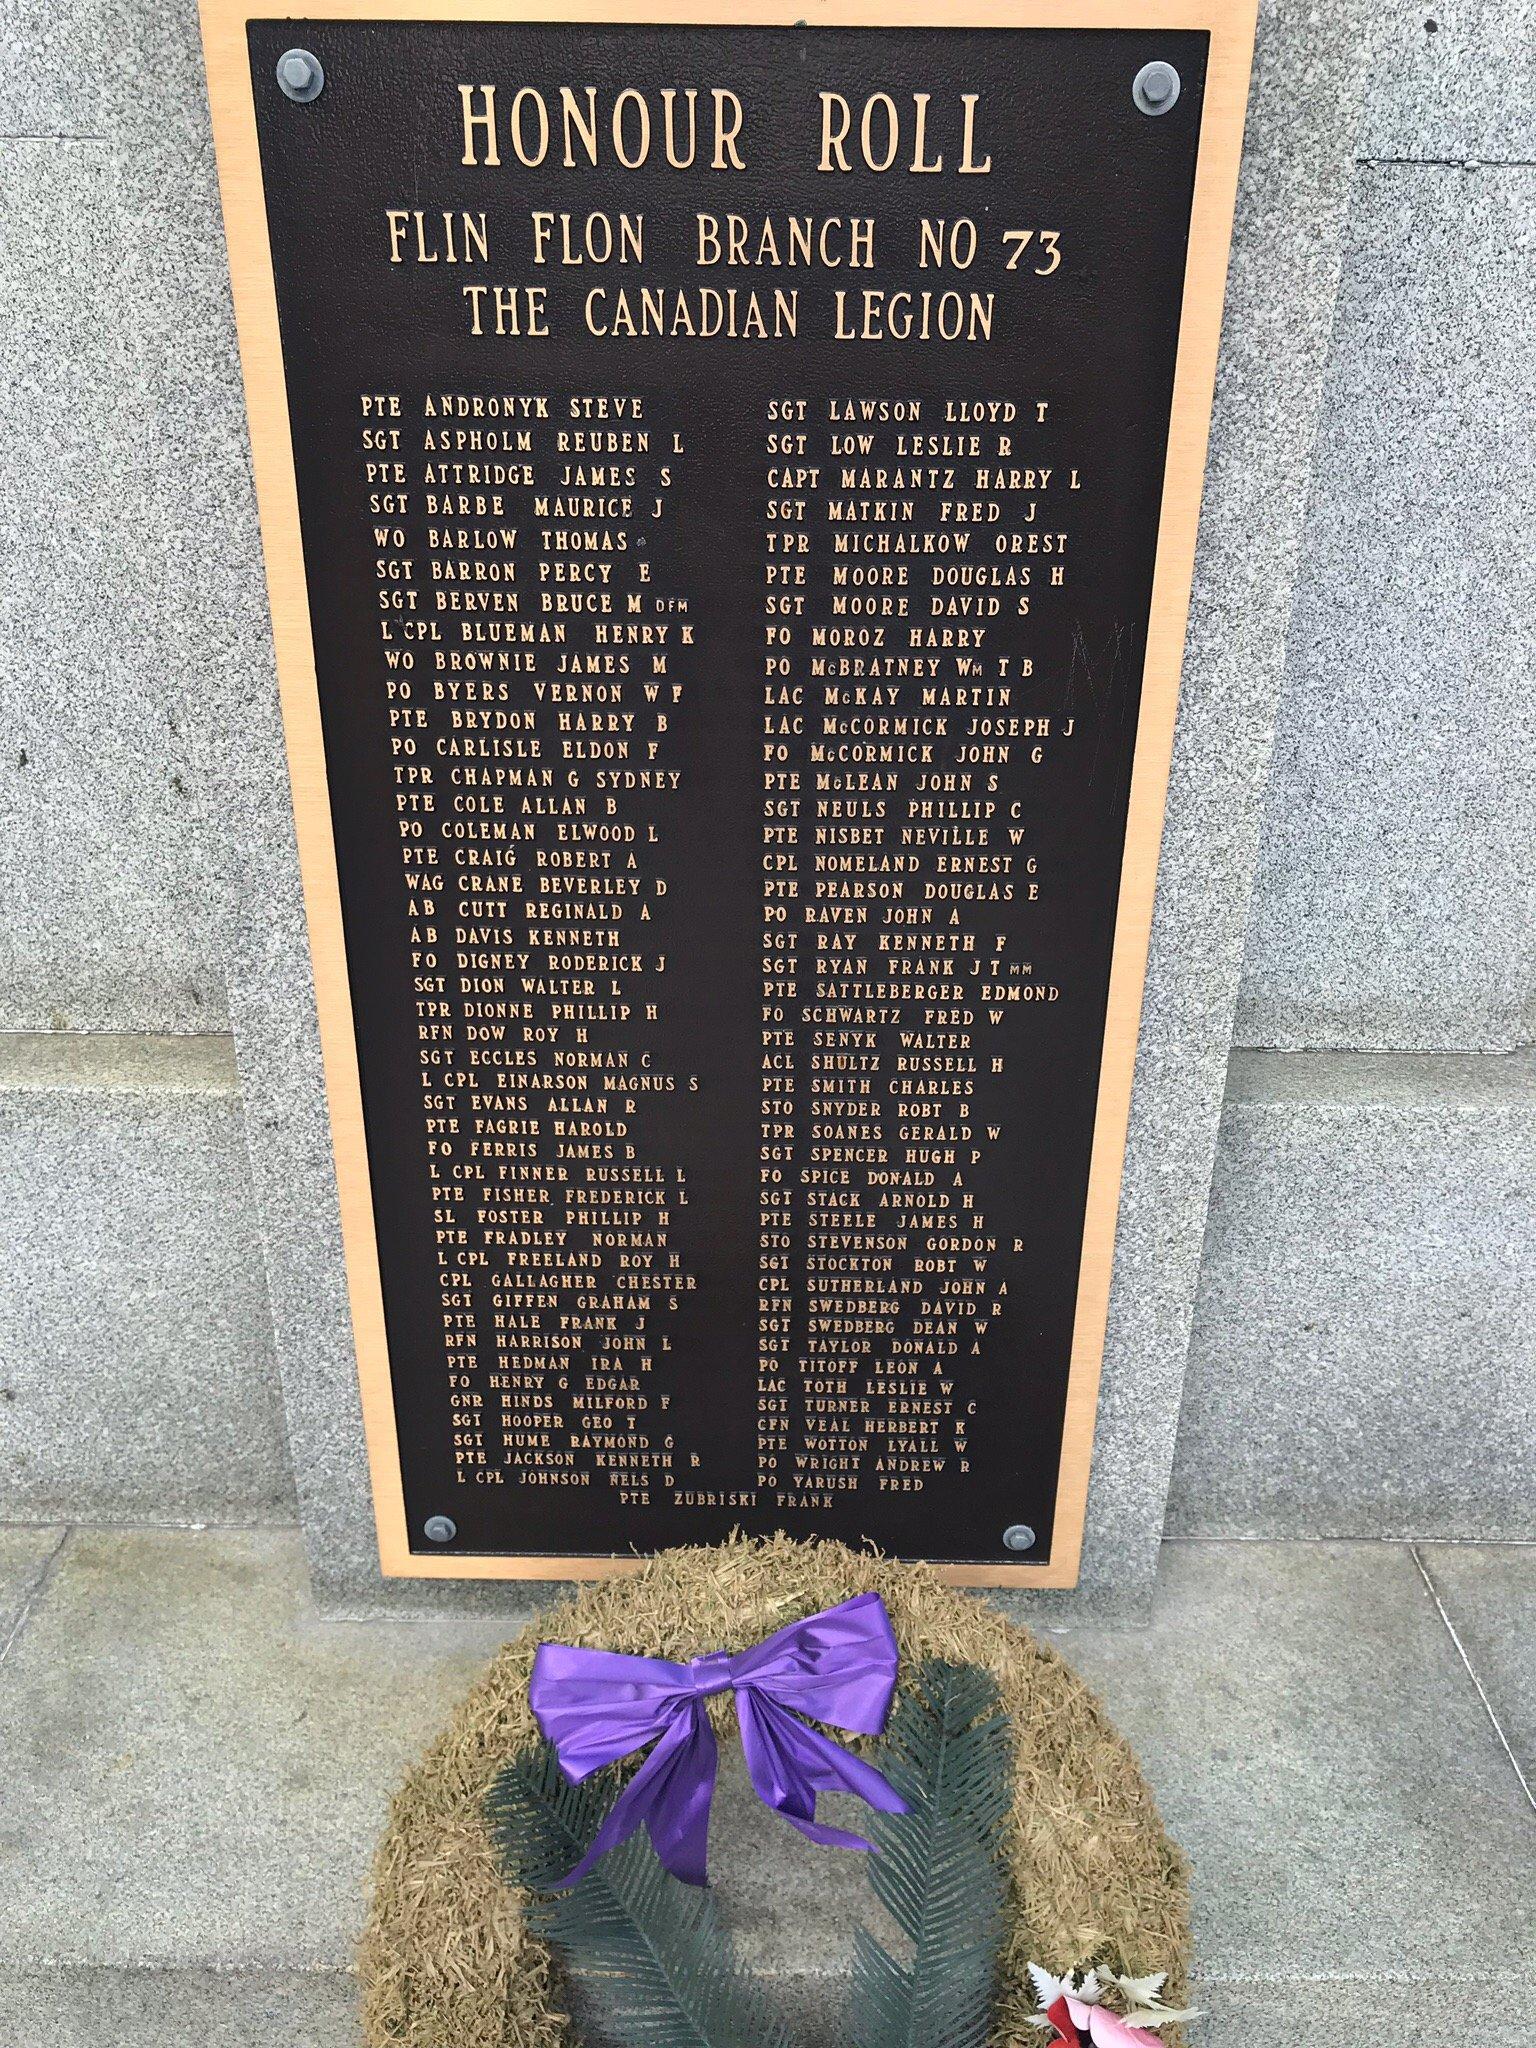 HONOUR ROLL
FLIN FLON BRANCH NO 73
THE CANADIAN LEGION
PTE ANDRONYK STEVE
SGT ASPHOLM REUBEN L
PTE ATTRIDGE JAMES S
SGT BARBE MAURICE J
WO BARLOW THOMAS
SGT BARRON PERCY E
SGT BERVEN BRUCE M DFM
L CPL BLUEMAN HENRY K
WO BROWNIE JAMES M
PO BYERS VERNON W F
PTE BRYDON HARRY B
PO CARLISLE ELDON F
TPR CHAPMAN G SYDNEY
PTE COLE ALLAN B
PO COLEMAN ELWOOD L
PTE CRAIG ROBERT A
WAG CRANE BEVERLEY D
AB CUTT REGINALD A
AB DAVIS KENNETH
FO DIGNEY RODERICK J
SGT DION WALTER L
TPR DIONNE PHILLIP H
RFN DOW ROY H
SGT ECCLES NORMAN C
L CPL EINARSON MAGNUS S
SGT EVANS ALLAN R
PTE FAGRIE HAROLD
FO FERRIS JAMES B
L CPL FINNER RUSSELL L
PTE FISHER FREDERICK L
SL FOSTER PHILLIP H
PTE FRADLEY NORMAN
L CPL FREELAND ROY H
CPL GALLAGHER CHESTER
SGT GIFFEN GRAHAM S
PTE HALE FRANK J
RFN HARRISON JOHN L
PTE HEDMAN IRA H
FO HENRY G EDGAR
GNR HINDS MILFORD F
SGT HOOPER GEO T
SGT HUME RAYMOND G
PTE JACKSON KENNETH R
L CPL JOHNSON NELS D
SGT LAWSON LLOYD T
SGT LOW LESLIE R
CAPT MARANTZ HARRY L
SGT MATKIN FRED J
TPR MICHALKOW OREST
PTE MOORE DOUGLAS H
SGT MOORE DAVID S
FO MOROZ HARRY
PO McBRATNEY Wm T B
LAC McKAY MARTIN
LAC McCORMICK JOSEPH J
FO McCORMICK JOHN G
PTE McLEAN JOHN S
SGT NEULS PHILLIP C
PTE NISBET NEVILLE W
CPL NOMELAND ERNEST G
PTE PEARSON DOUGLAS E
PO RAVEN JOHN A
SGT RAY KENNETH F
SGT RYAN FRANK J T MM
PTE SATTLEBERGER EDMOND
FO SCHWARTZ FRED W
PTE SENYK WALTER
ACL SHULTZ RUSSELL H
PTE SMITH CHARLES
STO SNYDER ROBT B
TPR SOANES GERALD W
SGT SPENCER HUGH P
FO SPICE DONALD A
SGT STACK ARNOLD H
PTE STEELE JAMES H
STO STEVENSON GORDON R
SGT STOCKTON ROBT W
CPL SUTHERLAND JOHN A
RFN SWEDBERG DAVID R
SGT SWEDBERG DEAN W
SGT TAYLOR DONALD A
PO TITOFF LEON A
LAC TOTH LESLIE W
SGT TURNER ERNEST C
CFN VEAL HERBERT K
PTE WOTTON LYALL W
PO WRIGHT ANDREW R
PO YARUSH FRED
PTE ZUBRISKI FRANK